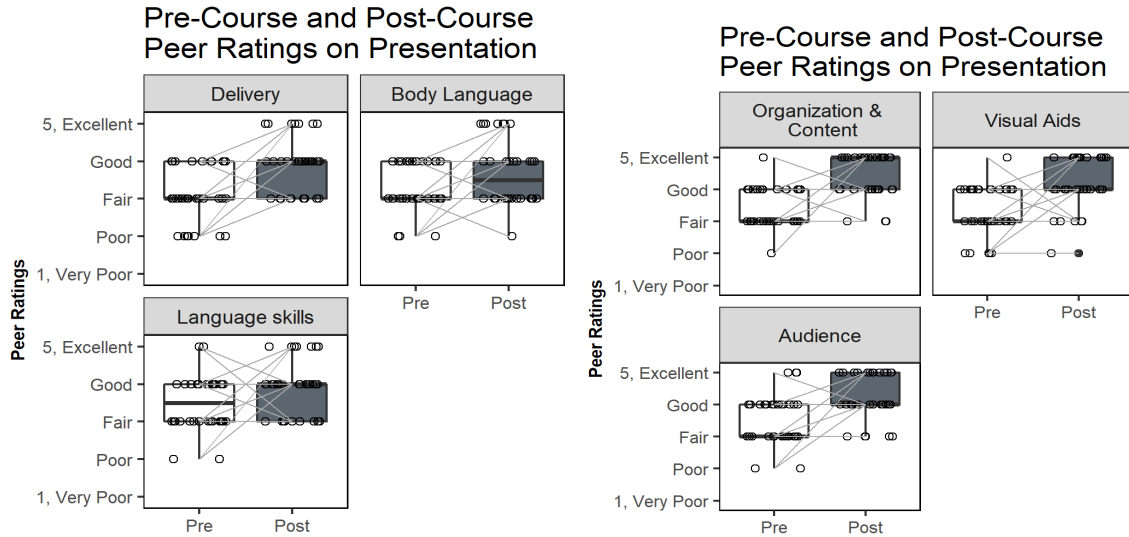 Pre-Course and Post-Course
Peer Ratings on Presentation
Delivery
Body Language
5, Excellent
Good
Fair
Poor
1, Very Poor
Pre
Post
Language skills
5, Excellent
Good
Fair
Poor
1, Very Poor
Pre
Post
Peer Ratings
Pre-Course and Post-Course
Peer Ratings on Presentation
Organization &
Content
Visual Aids
5, Excellent
Good
Fair
Poor
1, Very Poor
Pre
Post
Audience
5, Excellent
Good
Fair
Poor
1, Very Poor
Pre
Post
Peer Ratings